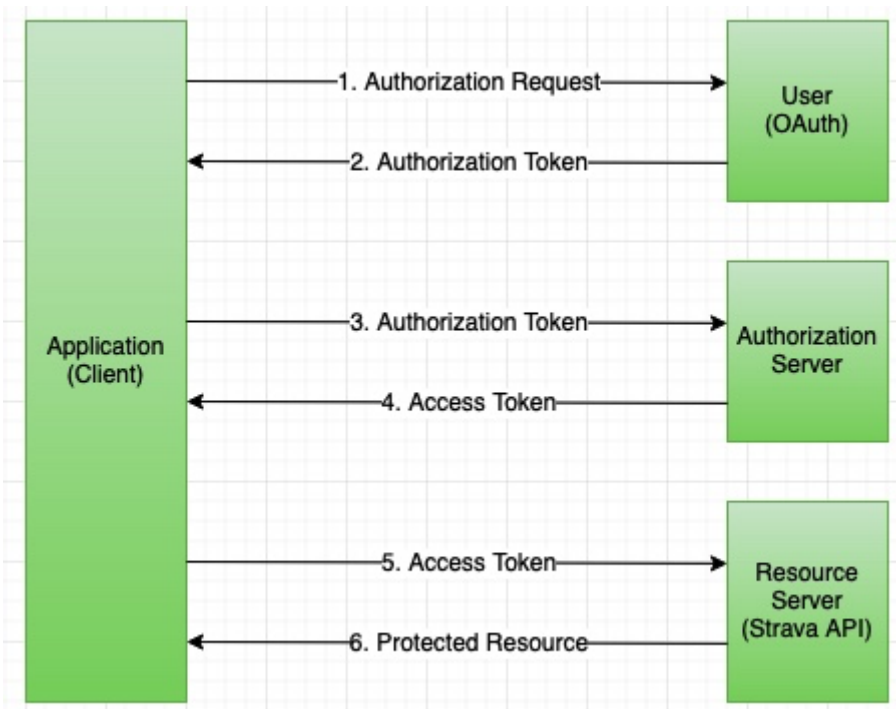 1. Authorization Request
User
(OAuth)
2. Authorization Token
Application
(Client)
3. Authorization Token
Authorization
Server
4. Access Token
5. Access Token
Resource
Server
(Strava API)
6. Protected Resource